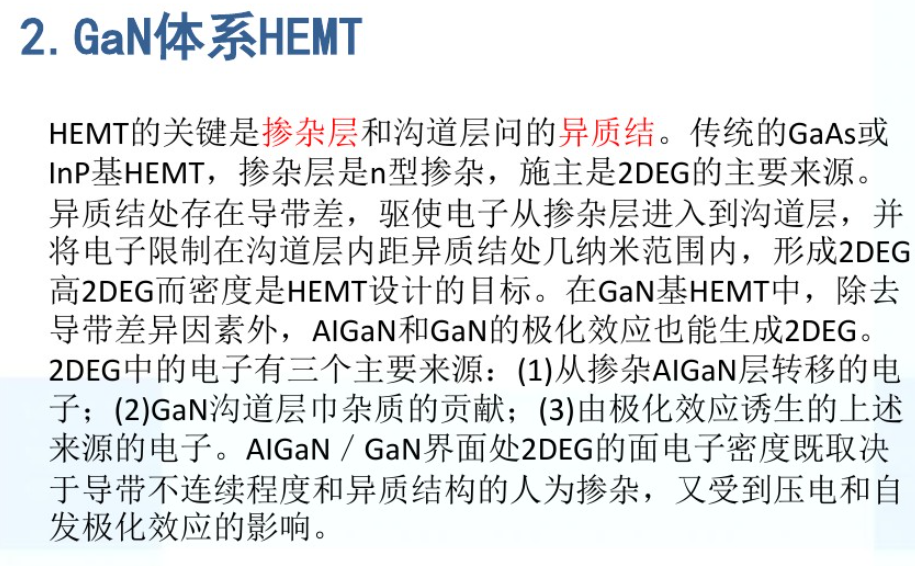 2. GaN体系HEMT
HEMT的关键是掺杂层和沟道层问的异质结。传统的GaAs或
InP基HEMT，掺杂层是n型掺杂，施主是2DEG的主要来源。
异质结处存在导带差，驱使电子从掺杂层进入到沟道层，并
将电子限制在沟道层内距异质结处几纳米范围内，形成2DEG
高2DEG而密度是HEMT设计的目标。在GaN基HEMT中，除去
导带差异因素外，AlGaN和GaN的极化效应也能生成2DEG。
2DEG中的电子有三个主要来源：(1)从掺杂AlGaN层转移的电
子；(2)GaN沟道层巾杂质的贡献；(3)由极化效应诱生的上述
来源的电子。AlGaN／GaN界面处2DEG的面电子密度既取决
于导带不连续程度和异质结构的人为掺杂，又受到压电和自
发极化效应的影响。